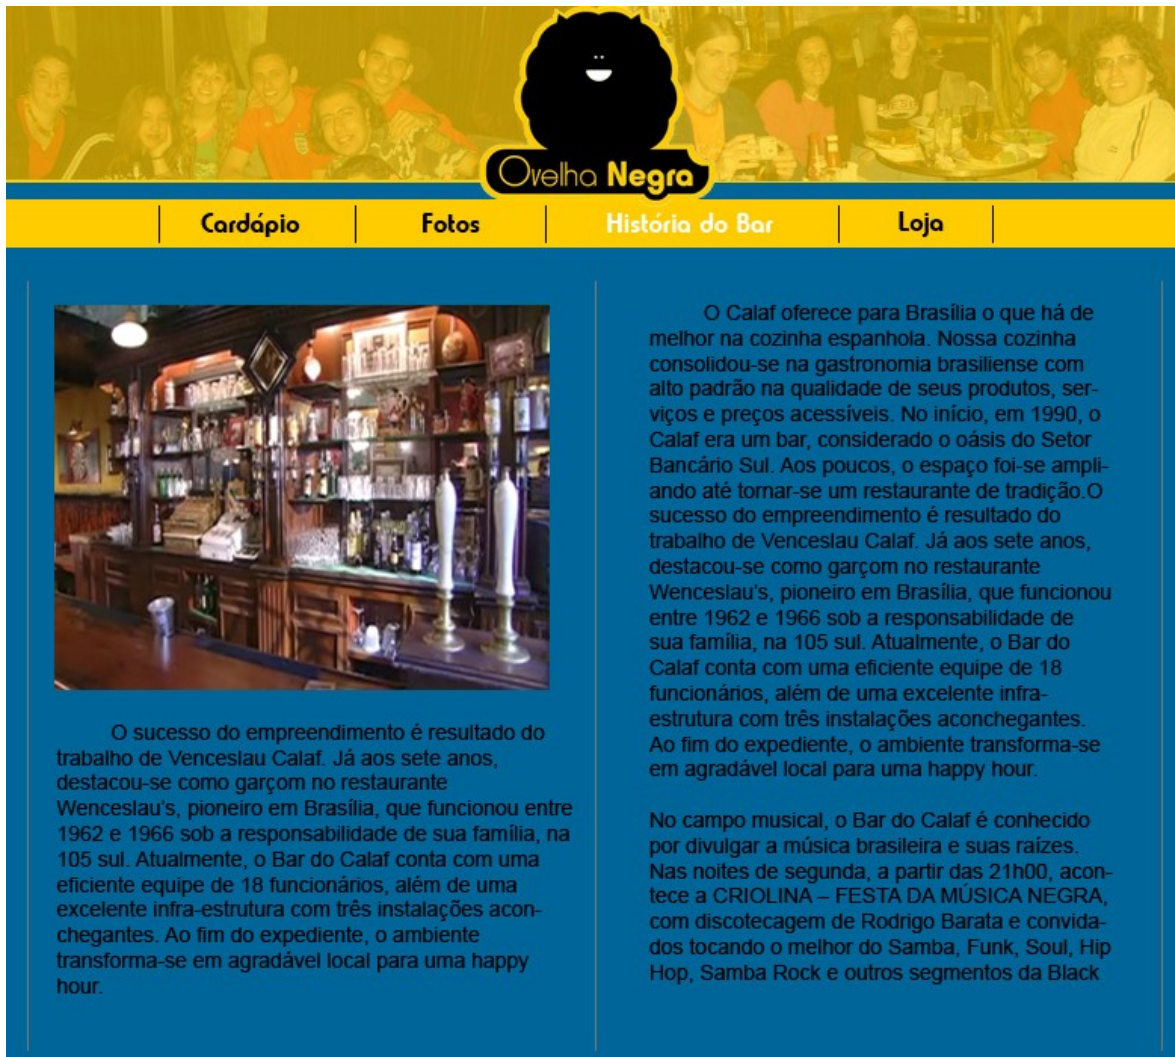 Ovelha Negra
Cardápio
Fotos
História do Bar
Loja
O sucesso do empreendimento é resultado do
trabalho de Venceslau Calaf. Já aos sete anos,
destacou-se como garçom no restaurante
Wenceslau's, pioneiro em Brasília, que funcionou entre
1962 e 1966 sob a responsabilidade de sua família, na
105 sul. Atualmente, o Bar do Calaf conta com uma
eficiente equipe de 18 funcionários, além de uma
excelente infra-estrutura com três instalações acon-
chegantes. Ao fim do expediente, o ambiente
transforma-se em agradável local para uma happy
hour.
O Calaf oferece para Brasília o que há de
melhor na cozinha espanhola. Nossa cozinha
consolidou-se na gastronomia brasiliense com
alto padrão na qualidade de seus produtos, ser-
viços e preços acessíveis. No início, em 1990, o
Calaf era um bar, considerado o oásis do Setor
Bancário Sul. Aos poucos, o espaço foi-se ampli-
ando até tornar-se um restaurante de tradição.O
sucesso do empreendimento é resultado do
trabalho de Venceslau Calaf. Já aos sete anos,
destacou-se como garçom no restaurante
Wenceslau's, pioneiro em Brasília, que funcionou
entre 1962 e 1966 sob a responsabilidade de
sua família, na 105 sul. Atualmente, o Bar do
Calaf conta com uma eficiente equipe de 18
funcionários, além de uma excelente infra-
estrutura com três instalações aconchegantes.
Ao fim do expediente, o ambiente transforma-se
em agradável local para uma happy hour.
No campo musical, o Bar do Calaf é conhecido
por divulgar a música brasileira e suas raízes.
Nas noites de segunda, a partir das 21h00, acon-
tece a CRIOLINA – FESTA DA MÚSICA NEGRA,
com discotecagem de Rodrigo Barata e convida-
dos tocando o melhor do Samba, Funk, Soul, Hip
Hop, Samba Rock e outros segmentos da Black